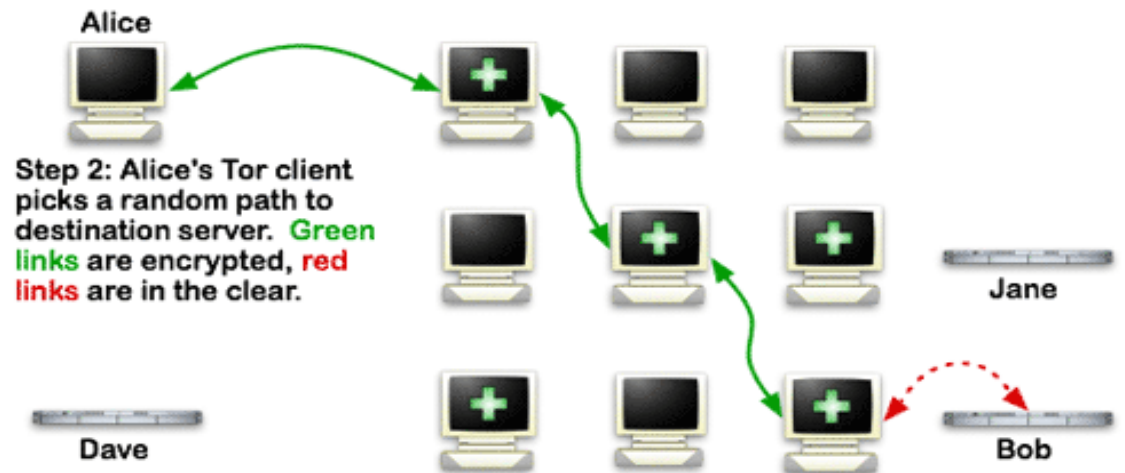 Alice
Step 2: Alice's Tor client
picks a random path to
destination server. Green
links are encrypted, red
links are in the clear.
Jane
Dave
Bob